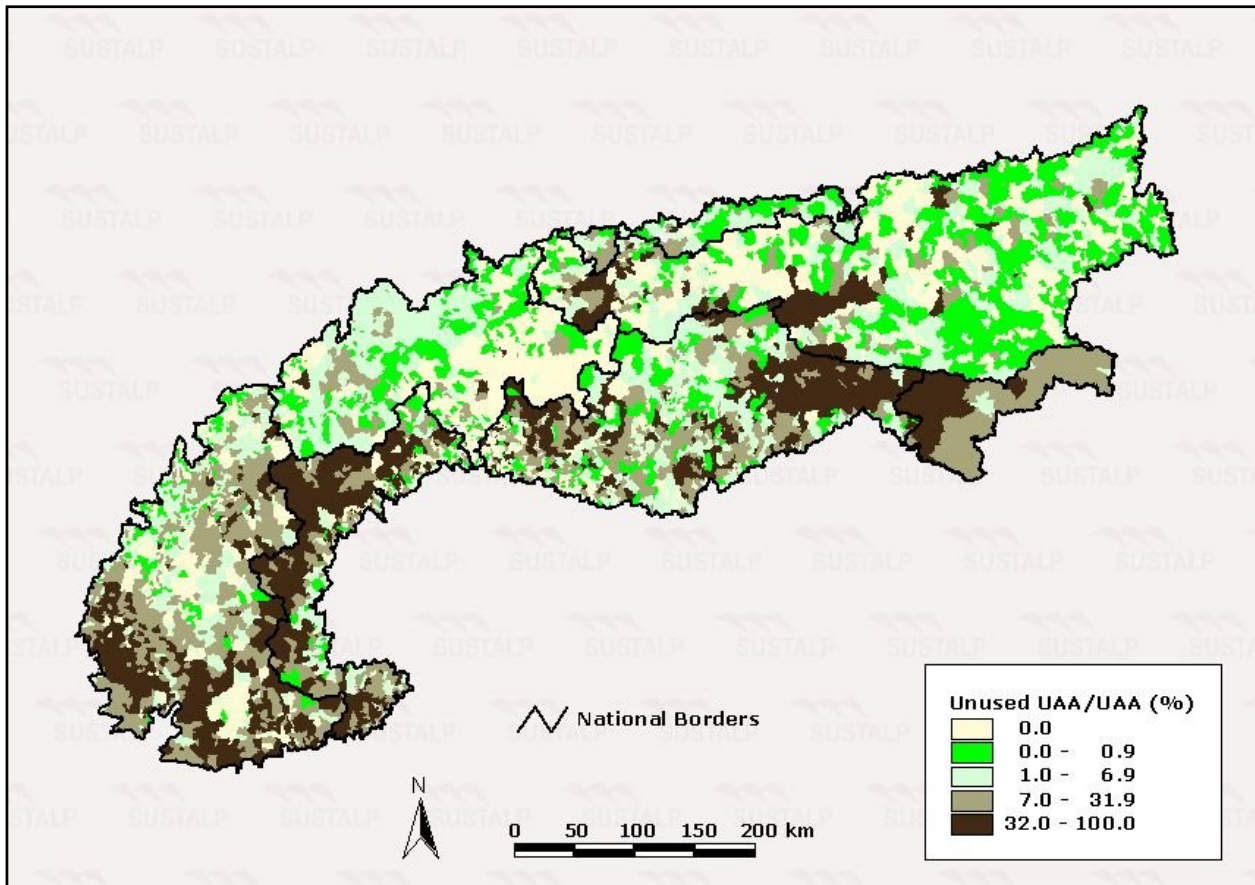 SUSTALP
National Borders
N
0 50 100 150 200 km
Unused UAA/UAA (%)
0.0
0.0 - 0.9
1.0 - 6.9
7.0 - 31.9
32.0 - 100.0